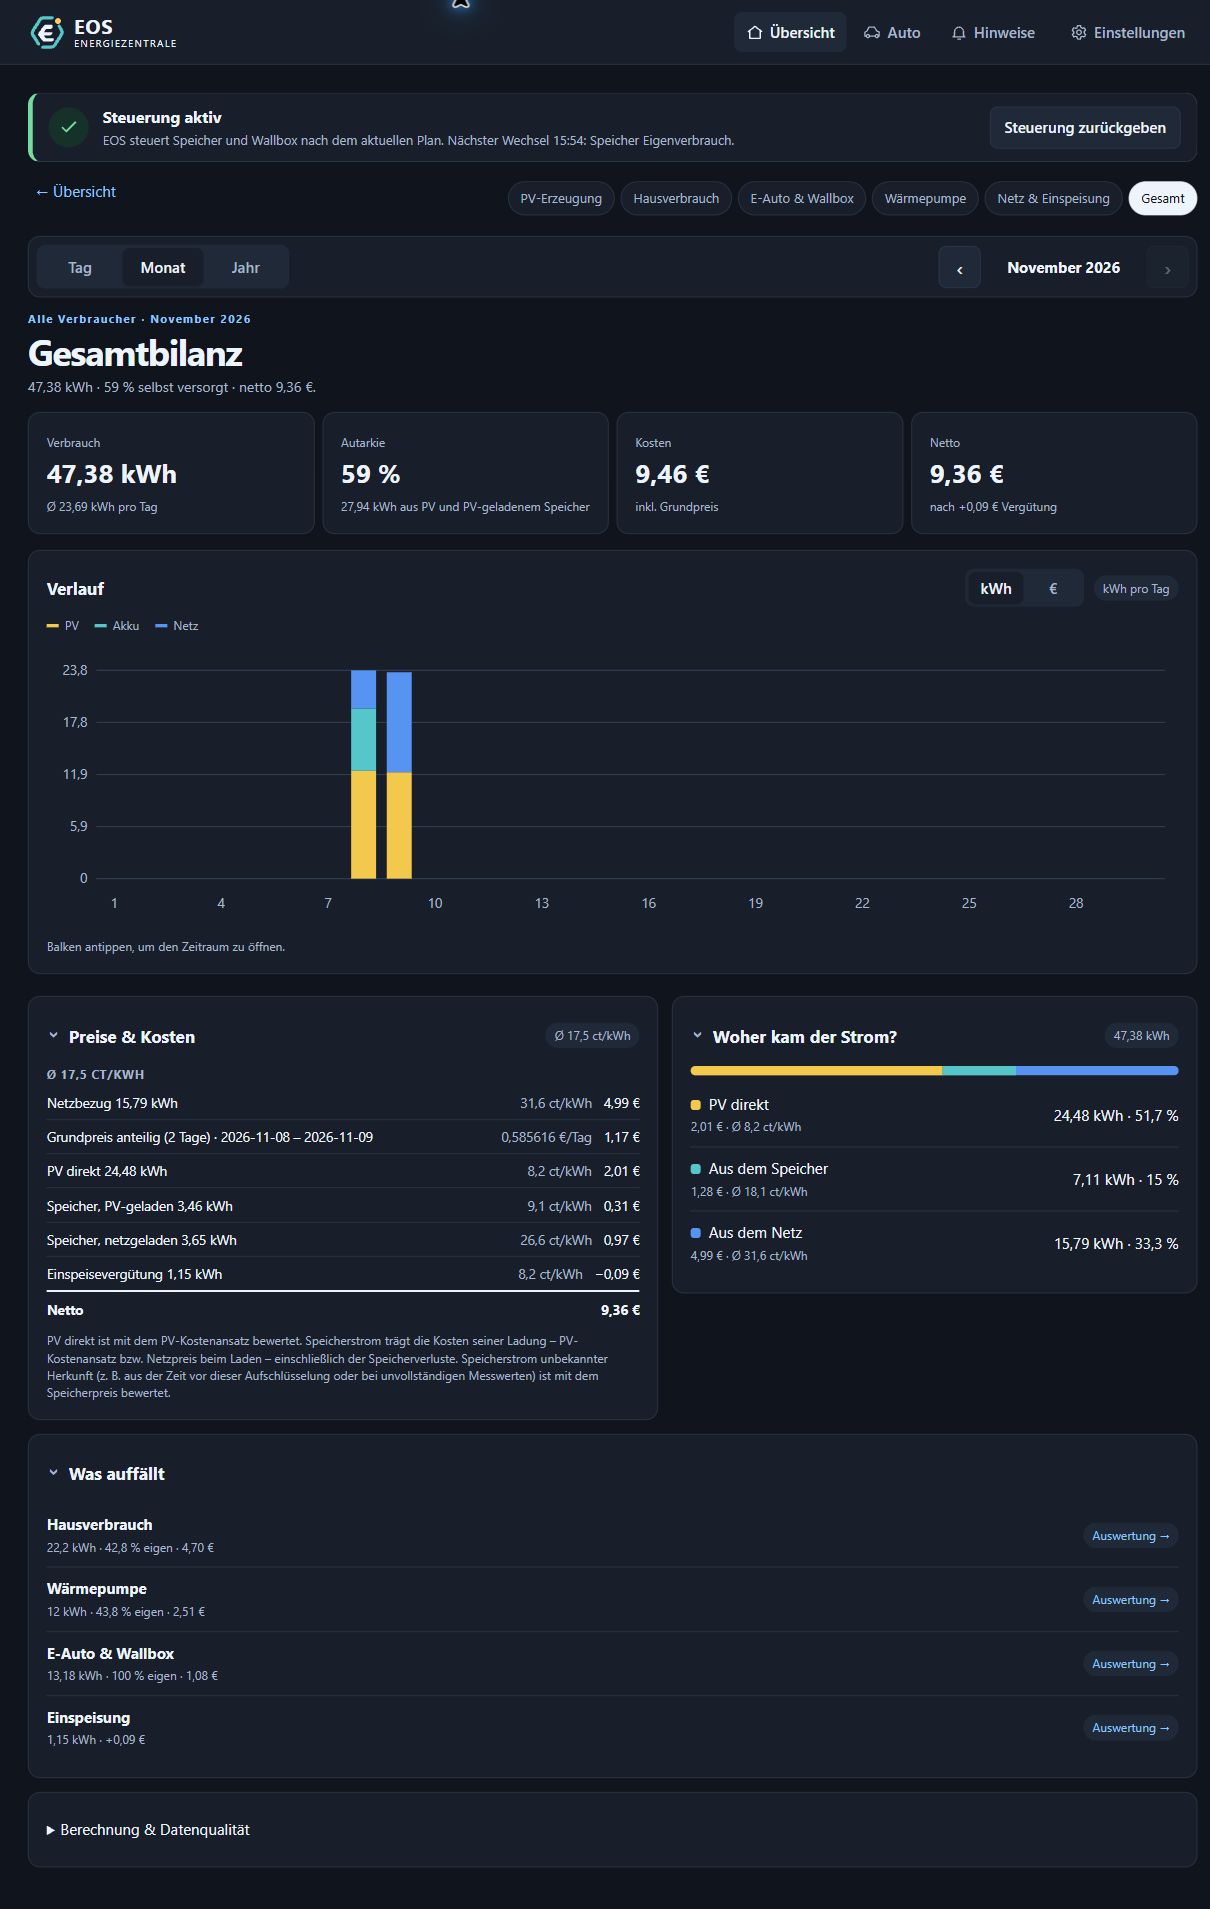 EOS
ENERGIEZENTRALE
Übersicht
Auto
Hinweise
Einstellungen
Steuerung aktiv
EOS steuert Speicher und Wallbox nach dem aktuellen Plan. Nächster Wechsel 15:54: Speicher Eigenverbrauch.
Steuerung zurückgeben
← Übersicht
PV-Erzeugung
Hausverbrauch
E-Auto & Wallbox
Wärmepumpe
Netz & Einspeisung
Gesamt
Tag
Monat
Jahr
‹
November 2026
›
Alle Verbraucher · November 2026
Gesamtbilanz
47,38 kWh · 59 % selbst versorgt · netto 9,36 €.
Verbrauch
47,38 kWh
Ø 23,69 kWh pro Tag
Autarkie
59 %
27,94 kWh aus PV und PV-geladenem Speicher
Kosten
9,46 €
inkl. Grundpreis
Netto
9,36 €
nach +0,09 € Vergütung
Verlauf
kWh
€
kWh pro Tag
PV
Akku
Netz
23,8
17,8
11,9
5,9
0
1 4 7 10 13 16 19 22 25 28
Balken antippen, um den Zeitraum zu öffnen.
Preise & Kosten
Ø 17,5 ct/kWh
Ø 17,5 CT/KWH
Netzbezug 15,79 kWh 31,6 ct/kWh 4,99 €
Grundpreis anteilig (2 Tage) · 2026-11-08 – 2026-11-09 0,585616 €/Tag 1,17 €
PV direkt 24,48 kWh 8,2 ct/kWh 2,01 €
Speicher, PV-geladen 3,46 kWh 9,1 ct/kWh 0,31 €
Speicher, netzgeladen 3,65 kWh 26,6 ct/kWh 0,97 €
Einspeisevergütung 1,15 kWh 8,2 ct/kWh −0,09 €
Netto 9,36 €
PV direkt ist mit dem PV-Kostenansatz bewertet. Speicherstrom trägt die Kosten seiner Ladung – PV-
Kostenansatz bzw. Netzpreis beim Laden – einschließlich der Speicherverluste. Speicherstrom unbekannter
Herkunft (z. B. aus der Zeit vor dieser Aufschlüsselung oder bei unvollständigen Messwerten) ist mit dem
Speicherpreis bewertet.
Woher kam der Strom?
47,38 kWh
PV direkt
2,01 € · Ø 8,2 ct/kWh
24,48 kWh · 51,7 %
Aus dem Speicher
1,28 € · Ø 18,1 ct/kWh
7,11 kWh · 15 %
Aus dem Netz
4,99 € · Ø 31,6 ct/kWh
15,79 kWh · 33,3 %
Was auffällt
Hausverbrauch
22,2 kWh · 42,8 % eigen · 4,70 €
Auswertung →
Wärmepumpe
12 kWh · 43,8 % eigen · 2,51 €
Auswertung →
E-Auto & Wallbox
13,18 kWh · 100 % eigen · 1,08 €
Auswertung →
Einspeisung
1,15 kWh · +0,09 €
Auswertung →
Berechnung & Datenqualität